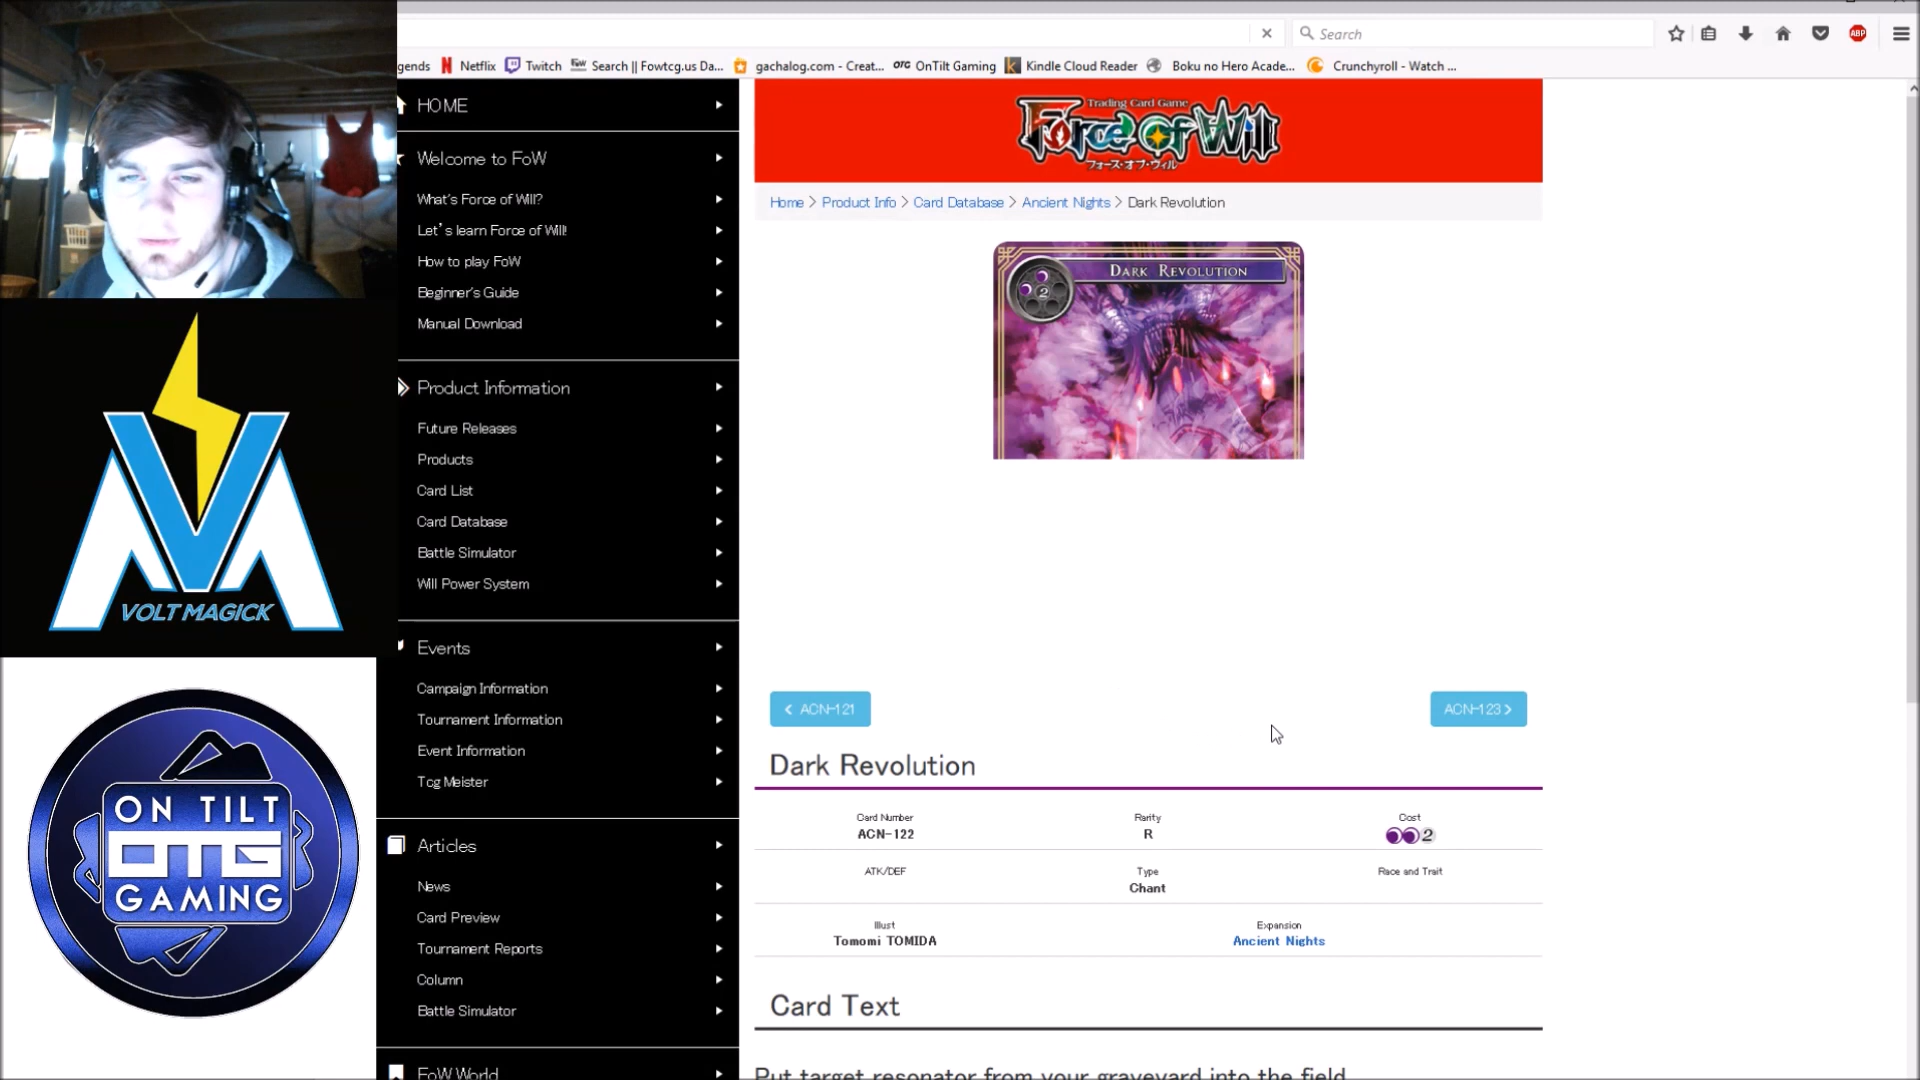 Search
gends
Netflix
Twitch
Search || Fowtcg.us Da...
gachalog.com - Creat...
OTG OnTilt Gaming
Kindle Cloud Reader
Boku no Hero Acade...
Crunchyroll - Watch ...
ABP
HOME
Welcome to FoW
What's Force of Will?
Let's learn Force of Will!
How to play FoW
Beginner's Guide
Manual Download
Product Information
Future Releases
Products
Card List
Card Database
Battle Simulator
Will Power System
Events
Campaign Information
Tournament Information
Event Information
Tcg Meister
Articles
News
Card Preview
Tournament Reports
Column
Battle Simulator
FoW World
VOLT MAGICK
ON TILT
OTG
GAMING
Trading Card Game
Force of Will
フォース・オブ・ウィル
Home > Product Info > Card Database > Ancient Nights > Dark Revolution
DARK REVOLUTION
2
< ACN-121
ACN-123 >
Dark Revolution
Card Number
ACN-122
Rarity
R
Cost
2
ATK/DEF
Type
Chant
Race and Trait
Illust
Tomomi TOMIDA
Expansion
Ancient Nights
Card Text
Put target resonator from your graveyard into the field